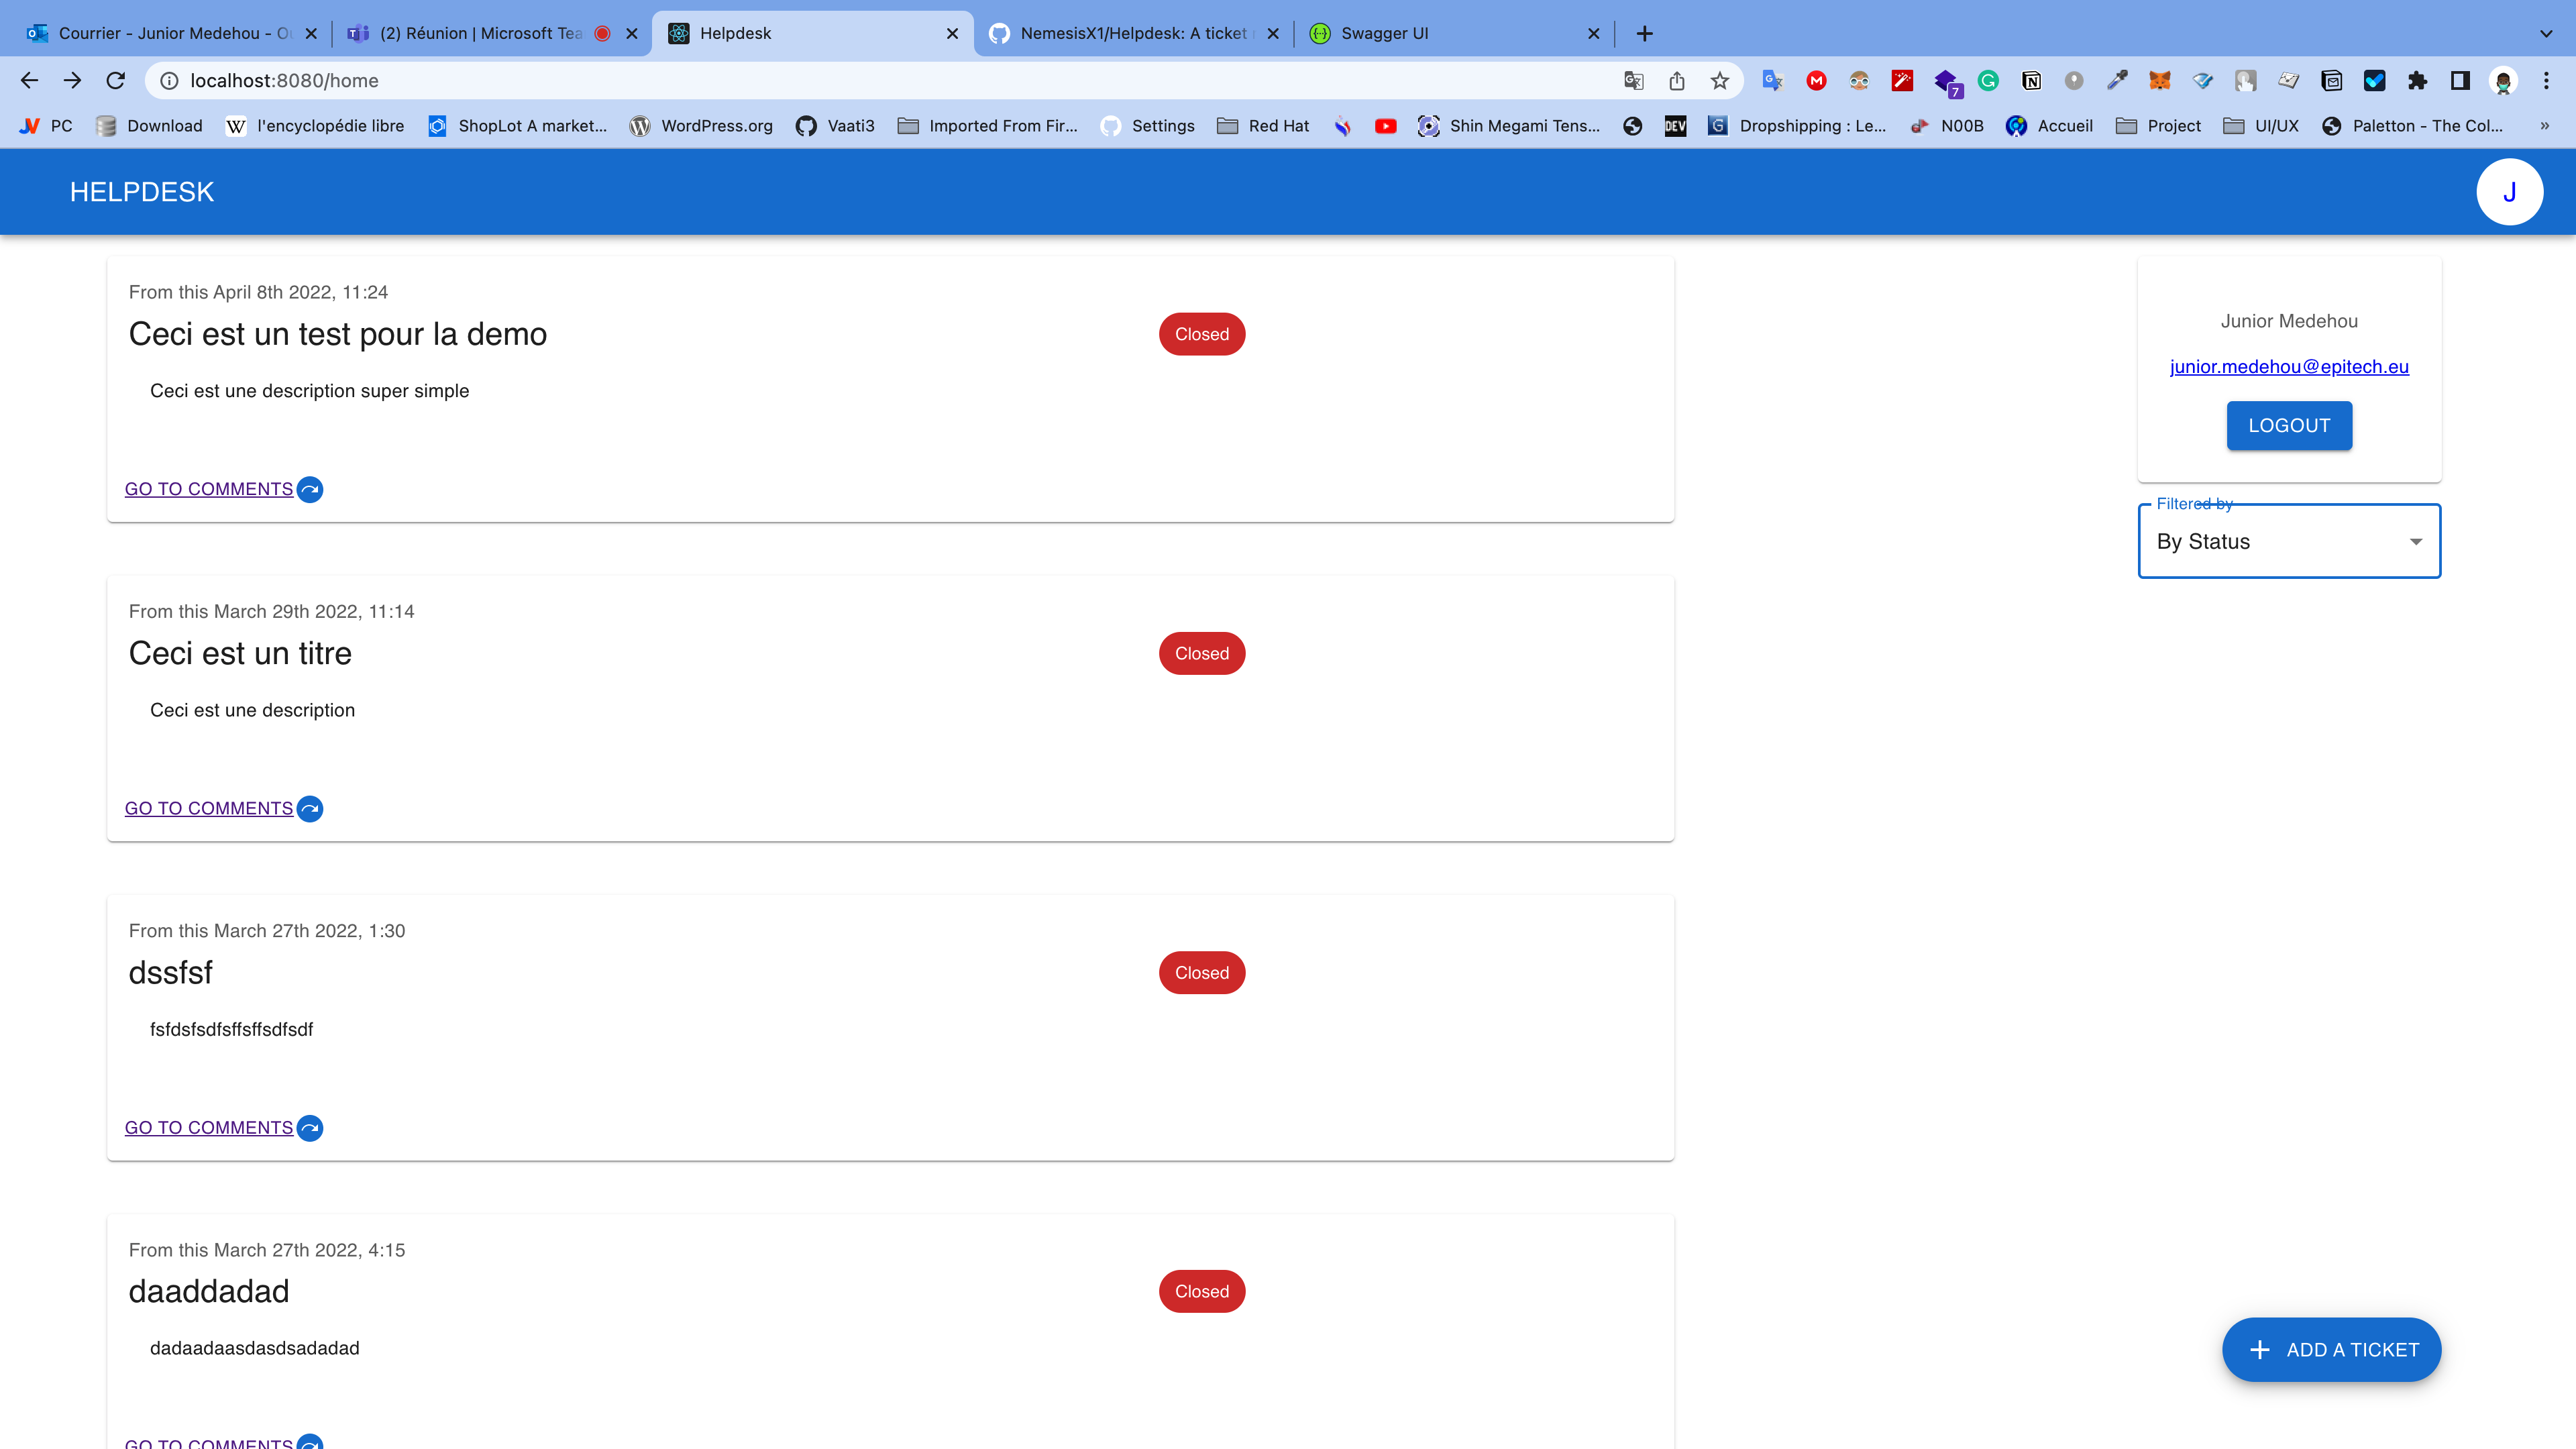 Courrier - Junior Medehou - Ou
(2) Réunion | Microsoft Tea
Helpdesk
NemesisX1/Helpdesk: A ticket
Swagger UI
localhost:8080/home
7
PC
Download
l'encyclopédie libre
ShopLot A market...
WordPress.org
Vaati3
Imported From Fir...
Settings
Red Hat
Shin Megami Tens...
DEV
Dropshipping : Le...
N00B
Accueil
Project
UI/UX
Paletton - The Col...
»
HELPDESK
J
From this April 8th 2022, 11:24
Ceci est un test pour la demo
Closed
Ceci est une description super simple
GO TO COMMENTS
Junior Medehou
junior.medehou@epitech.eu
LOGOUT
Filtered by
By Status
From this March 29th 2022, 11:14
Ceci est un titre
Closed
Ceci est une description
GO TO COMMENTS
From this March 27th 2022, 1:30
dssfsf
Closed
fsfdsfsdfsffsffsdfsdf
GO TO COMMENTS
From this March 27th 2022, 4:15
daaddadad
Closed
dadaadaasdasdsadadad
GO TO COMMENTS
ADD A TICKET